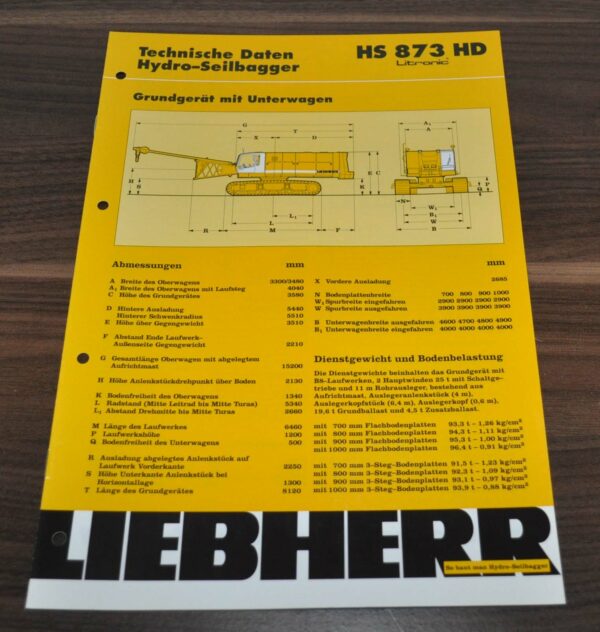 Technische Daten
Hydro-Seilbagger
HS 873 HD
Litronic
Grundgerät mit Unterwagen
G
T
X D
A₁
A
H
S
E C
K
F
Q
N
L₁
L
R M F
W₁
W
B₁
B
LIEBHERR
Abmessungen mm
A Breite des Oberwagens 3300/3480
A₁ Breite des Oberwagens mit Laufsteg 4040
C Höhe des Grundgerätes 3580
D Hintere Ausladung 5440
Hinterer Schwenkradius 5510
E Höhe über Gegengewicht 3510
F Abstand Ende Laufwerk-
Außenseite Gegengewicht 2210
G Gesamtlänge Oberwagen mit abgelegtem
Aufrichtmast 15200
H Höhe Anlenkstückdrehpunkt über Boden 2130
K Bodenfreiheit des Oberwagens 1340
L Radstand (Mitte Leitrad bis Mitte Turas) 5340
L₁ Abstand Drehmitte bis Mitte Turas 2660
M Länge des Laufwerkes 6460
P Laufwerkshöhe 1200
Q Bodenfreiheit des Unterwagens 500
R Ausladung abgelegtes Anlenkstück auf
Laufwerk Vorderkante 2250
S Höhe Unterkante Anlenkstück bei
Horizontallage 1300
T Länge des Grundgerätes 8120
mm
X Vordere Ausladung 2685
N Bodenplattenbreite 700 800 900 1000
W₁ Spurbreite eingefahren 2900 2900 2900 2900
W Spurbreite ausgefahren 3900 3900 3900 3900
B Unterwagenbreite ausgefahren 4600 4700 4800 4900
B₁ Unterwagenbreite eingefahren 4000 4000 4000 4000
Dienstgewicht und Bodenbelastung
Die Dienstgewichte beinhalten das Grundgerät mit
B8-Laufwerken, 2 Hauptwinden 25 t mit Schaltge-
triebe und 11 m Rohrausleger, bestehend aus
Aufrichtmast, Auslegeranlenkstück (4 m),
Auslegerkopfstück (6,4 m), Auslegerkopf (0,6 m),
19,6 t Grundballast und 4,5 t Zusatzballast.
mit 700 mm Flachbodenplatten 93,3 t – 1,26 kg/cm²
mit 800 mm Flachbodenplatten 94,3 t – 1,11 kg/cm²
mit 900 mm Flachbodenplatten 95,3 t – 1,00 kg/cm²
mit 1000 mm Flachbodenplatten 96,4 t – 0,91 kg/cm²
mit 700 mm 3-Steg-Bodenplatten 91,5 t – 1,23 kg/cm²
mit 800 mm 3-Steg-Bodenplatten 92,3 t – 1,09 kg/cm²
mit 900 mm 3-Steg-Bodenplatten 93,1 t – 0,97 kg/cm²
mit 1000 mm 3-Steg-Bodenplatten 93,9 t – 0,88 kg/cm²
LIEBHERR
So baut man Hydro-Seilbagger